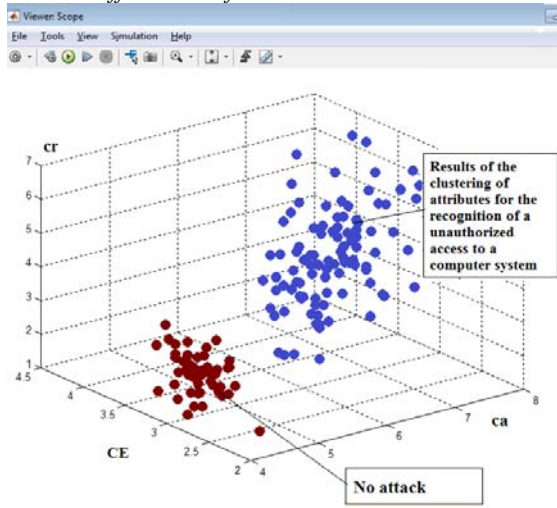 Viewer: Scope
File Tools View Simulation Help
cr
7
6
5
4
3
2
1
4.5
4
3.5
3
2.5
2
CE
4
5
6
7
8
ca
Results of the
clustering of
attributes for the
recognition of a
unauthorized
access to a
computer system
No attack